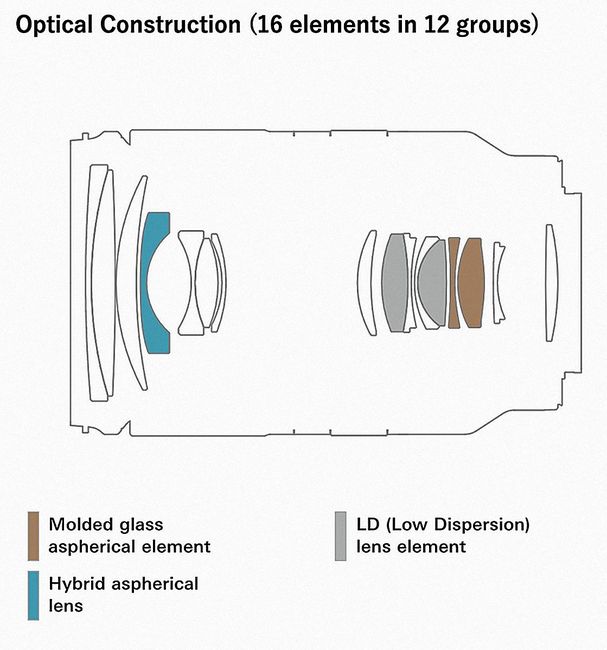 Optical Construction (16 elements in 12 groups)
Molded glass
aspherical element
Hybrid aspherical
lens
LD (Low Dispersion)
lens element